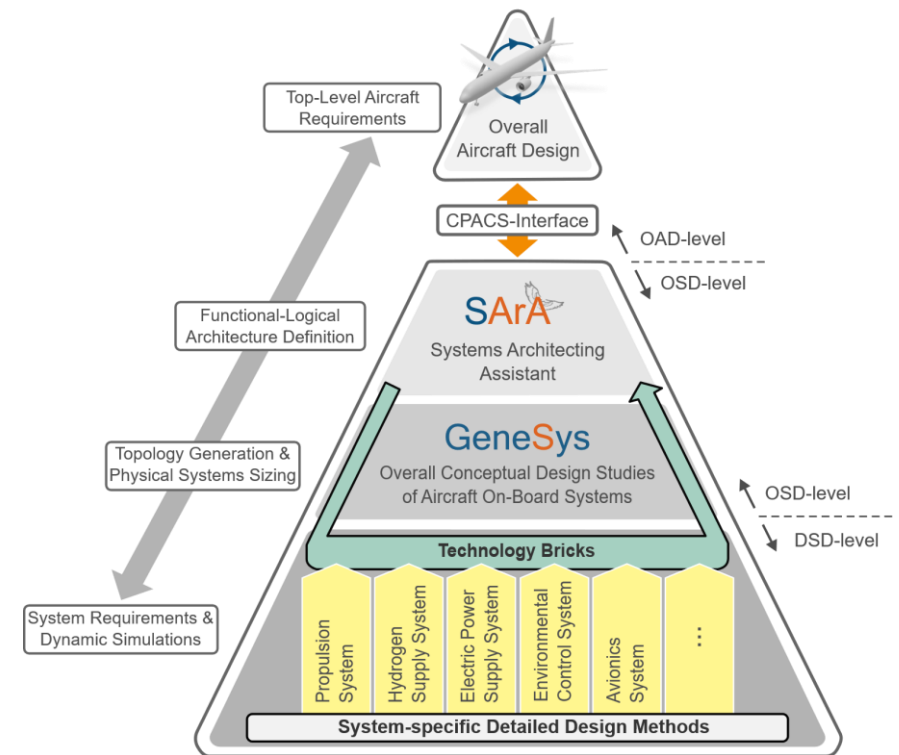 Top-Level Aircraft
Requirements
Overall
Aircraft Design
CPACS-Interface
OAD-level
OSD-level
SArA
Systems Architecting
Assistant
Functional-Logical
Architecture Definition
GeneSys
Overall Conceptual Design Studies
of Aircraft On-Board Systems
Topology Generation &
Physical Systems Sizing
OSD-level
DSD-level
Technology Bricks
System Requirements &
Dynamic Simulations
Propulsion
System
Hydrogen
Supply System
Electric Power
Supply System
Environmental
Control System
Avionics
System
...
System-specific Detailed Design Methods